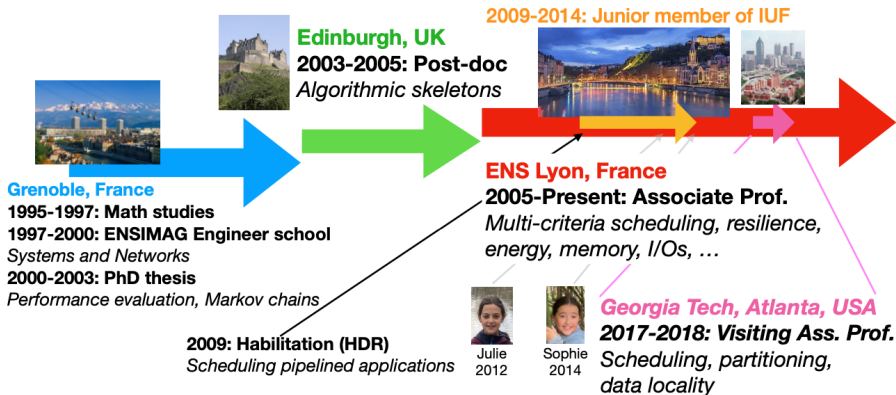 2009-2014: Junior member of IUF
Edinburgh, UK
2003-2005: Post-doc
Algorithmic skeletons
Grenoble, France
1995-1997: Math studies
1997-2000: ENSIMAG Engineer school
Systems and Networks
2000-2003: PhD thesis
Performance evaluation, Markov chains
ENS Lyon, France
2005-Present: Associate Prof.
Multi-criteria scheduling, resilience,
energy, memory, I/Os, …
2009: Habilitation (HDR)
Scheduling pipelined applications
Julie
2012
Sophie
2014
Georgia Tech, Atlanta, USA
2017-2018: Visiting Ass. Prof.
Scheduling, partitioning,
data locality